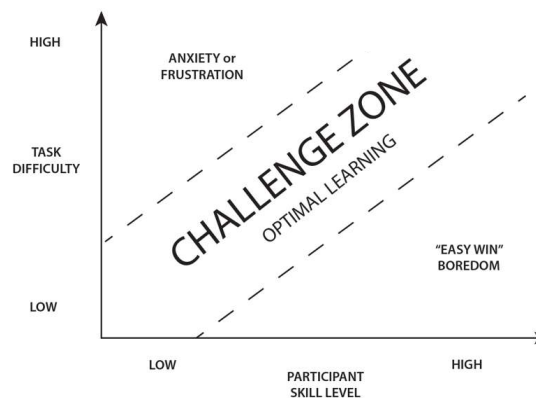 HIGH
ANXIETY or
FRUSTRATION
CHALLENGE ZONE
OPTIMAL LEARNING
TASK
DIFFICULTY
“EASY WIN”
BOREDOM
LOW
LOW
HIGH
PARTICIPANT
SKILL LEVEL